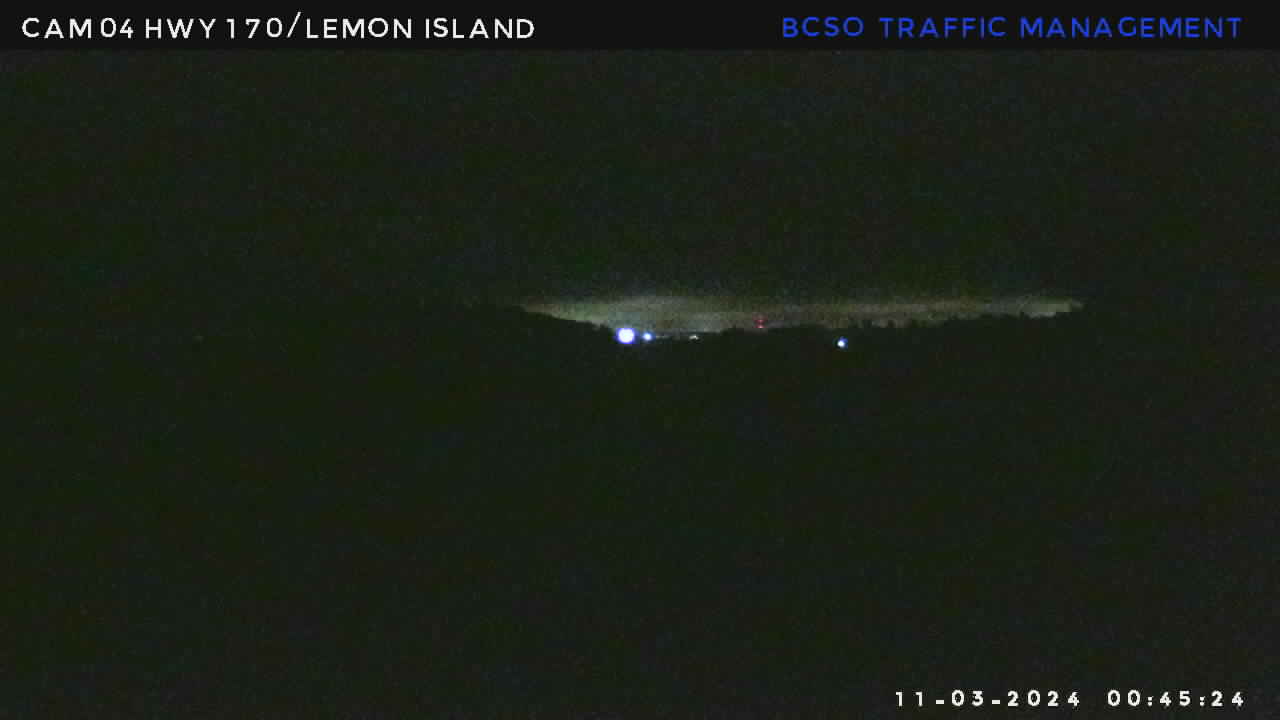 CAM04 HWY 170/LEMON ISLAND
BCSO TRAFFIC MANAGEMENT
11-03-2024 00:45:24